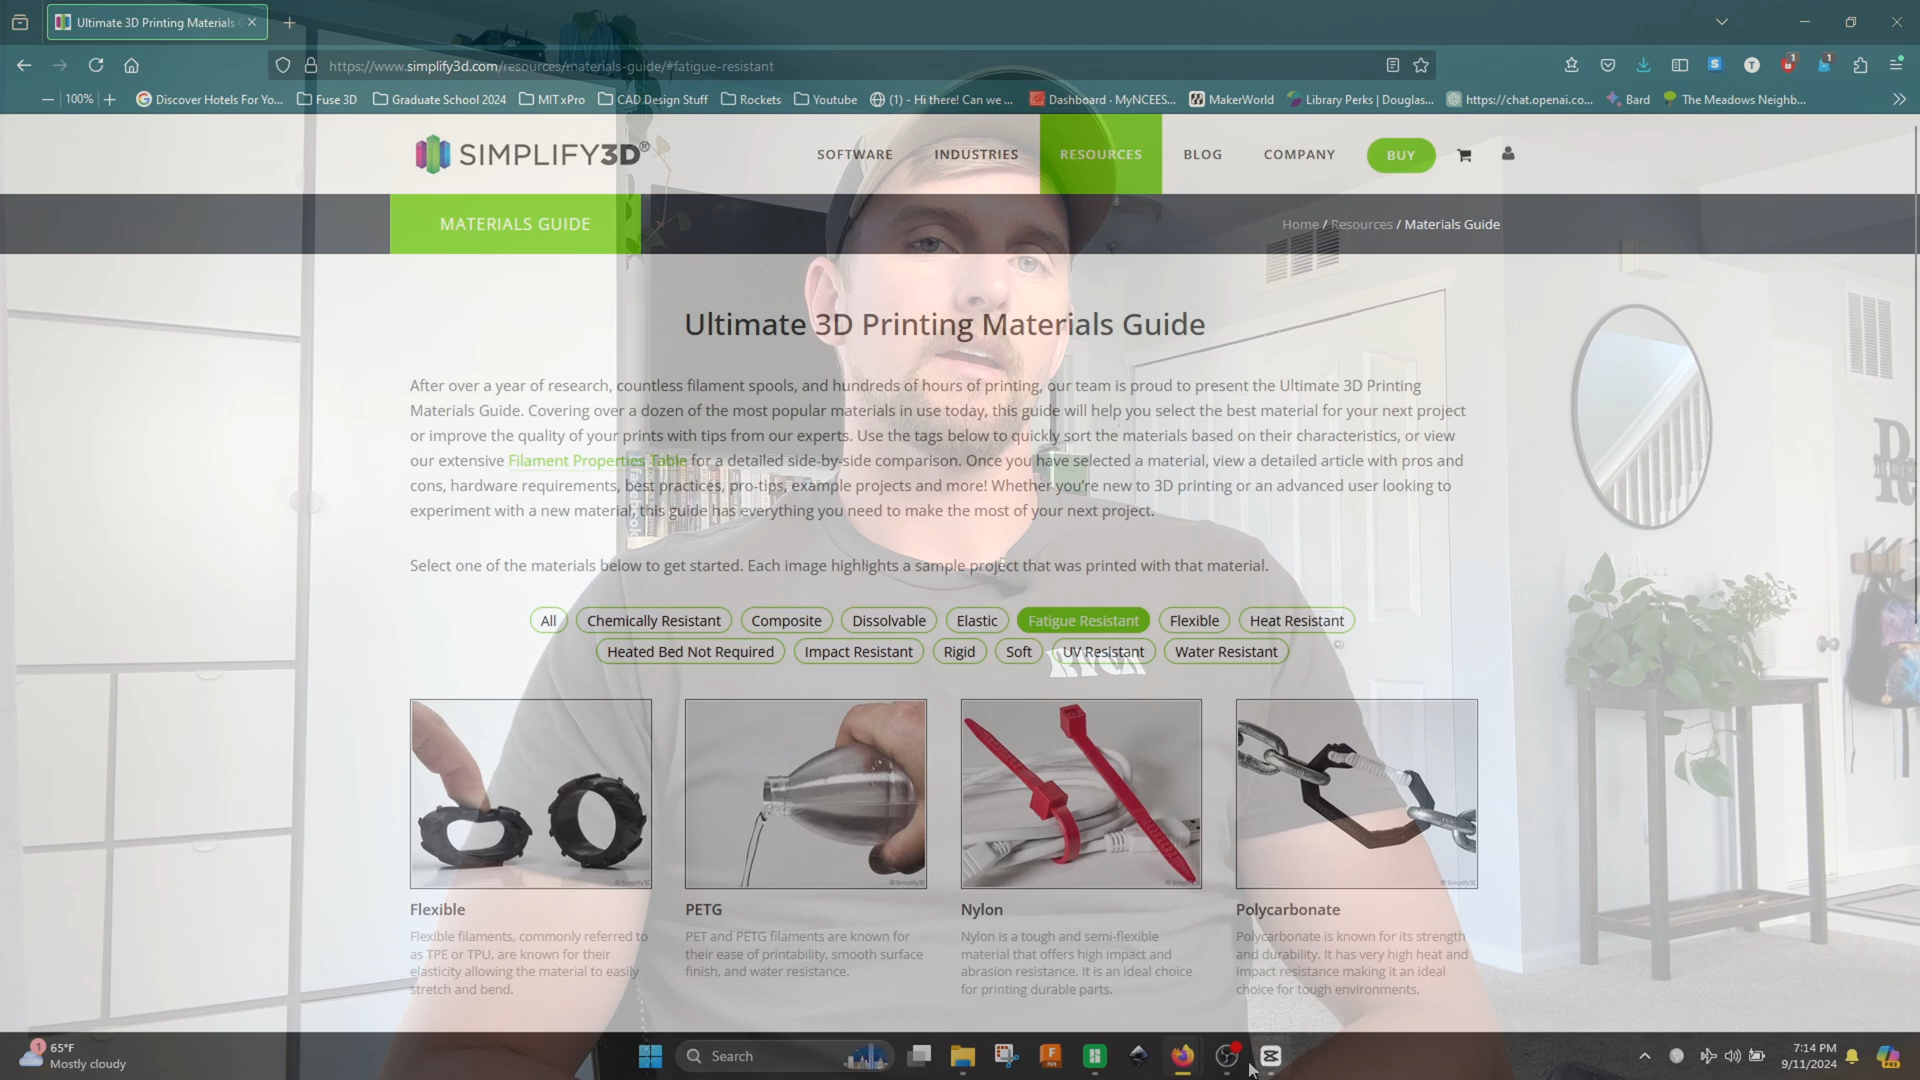 Ultimate 3D Printing Materials
https://www.simplify3d.com/resources/materials-guide/#fatigue-resistant
100%
Discover Hotels For Yo...
Fuse 3D
Graduate School 2024
MIT xPro
CAD Design Stuff
Rockets
Youtube
(1) - Hi there! Can we ...
Dashboard · MyNCEES...
MakerWorld
Library Perks | Douglas...
https://chat.openai.co...
Bard
The Meadows Neighb...
SIMPLIFY3D®
SOFTWARE
INDUSTRIES
RESOURCES
BLOG
COMPANY
BUY
MATERIALS GUIDE
Home / Resources / Materials Guide
Ultimate 3D Printing Materials Guide
After over a year of research, countless filament spools, and hundreds of hours of printing, our team is proud to present the Ultimate 3D Printing
Materials Guide. Covering over a dozen of the most popular materials in use today, this guide will help you select the best material for your next project
or improve the quality of your prints with tips from our experts. Use the tags below to quickly sort the materials based on their characteristics, or view
our extensive Filament Properties Table for a detailed side-by-side comparison. Once you have selected a material, view a detailed article with pros and
cons, hardware requirements, best practices, pro-tips, example projects and more! Whether you're new to 3D printing or an advanced user looking to
experiment with a new material, this guide has everything you need to make the most of your next project.
Select one of the materials below to get started. Each image highlights a sample project that was printed with that material.
All
Chemically Resistant
Composite
Dissolvable
Elastic
Fatigue Resistant
Flexible
Heat Resistant
Heated Bed Not Required
Impact Resistant
Rigid
Soft
UV Resistant
Water Resistant
RVCA
Flexible
Flexible filaments, commonly referred to
as TPE or TPU, are known for their
elasticity allowing the material to easily
stretch and bend.
PETG
PET and PETG filaments are known for
their ease of printability, smooth surface
finish, and water resistance.
Nylon
Nylon is a tough and semi-flexible
material that offers high impact and
abrasion resistance. It is an ideal choice
for printing durable parts.
Polycarbonate
Polycarbonate is known for its strength
and durability. It has very high heat and
impact resistance making it an ideal
choice for tough environments.
65°F
Mostly cloudy
Search
7:14 PM
9/11/2024